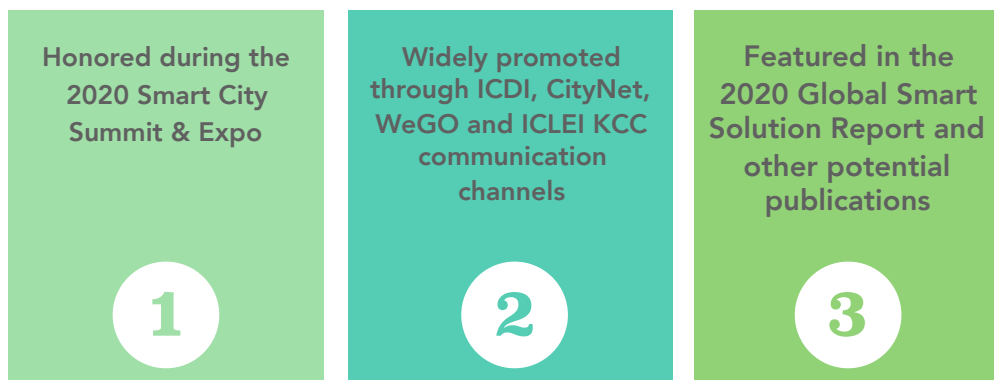 Honored during the
2020 Smart City
Summit & Expo
1
Widely promoted
through ICDI, CityNet,
WeGO and ICLEI KCC
communication
channels
2
Featured in the
2020 Global Smart
Solution Report and
other potential
publications
3